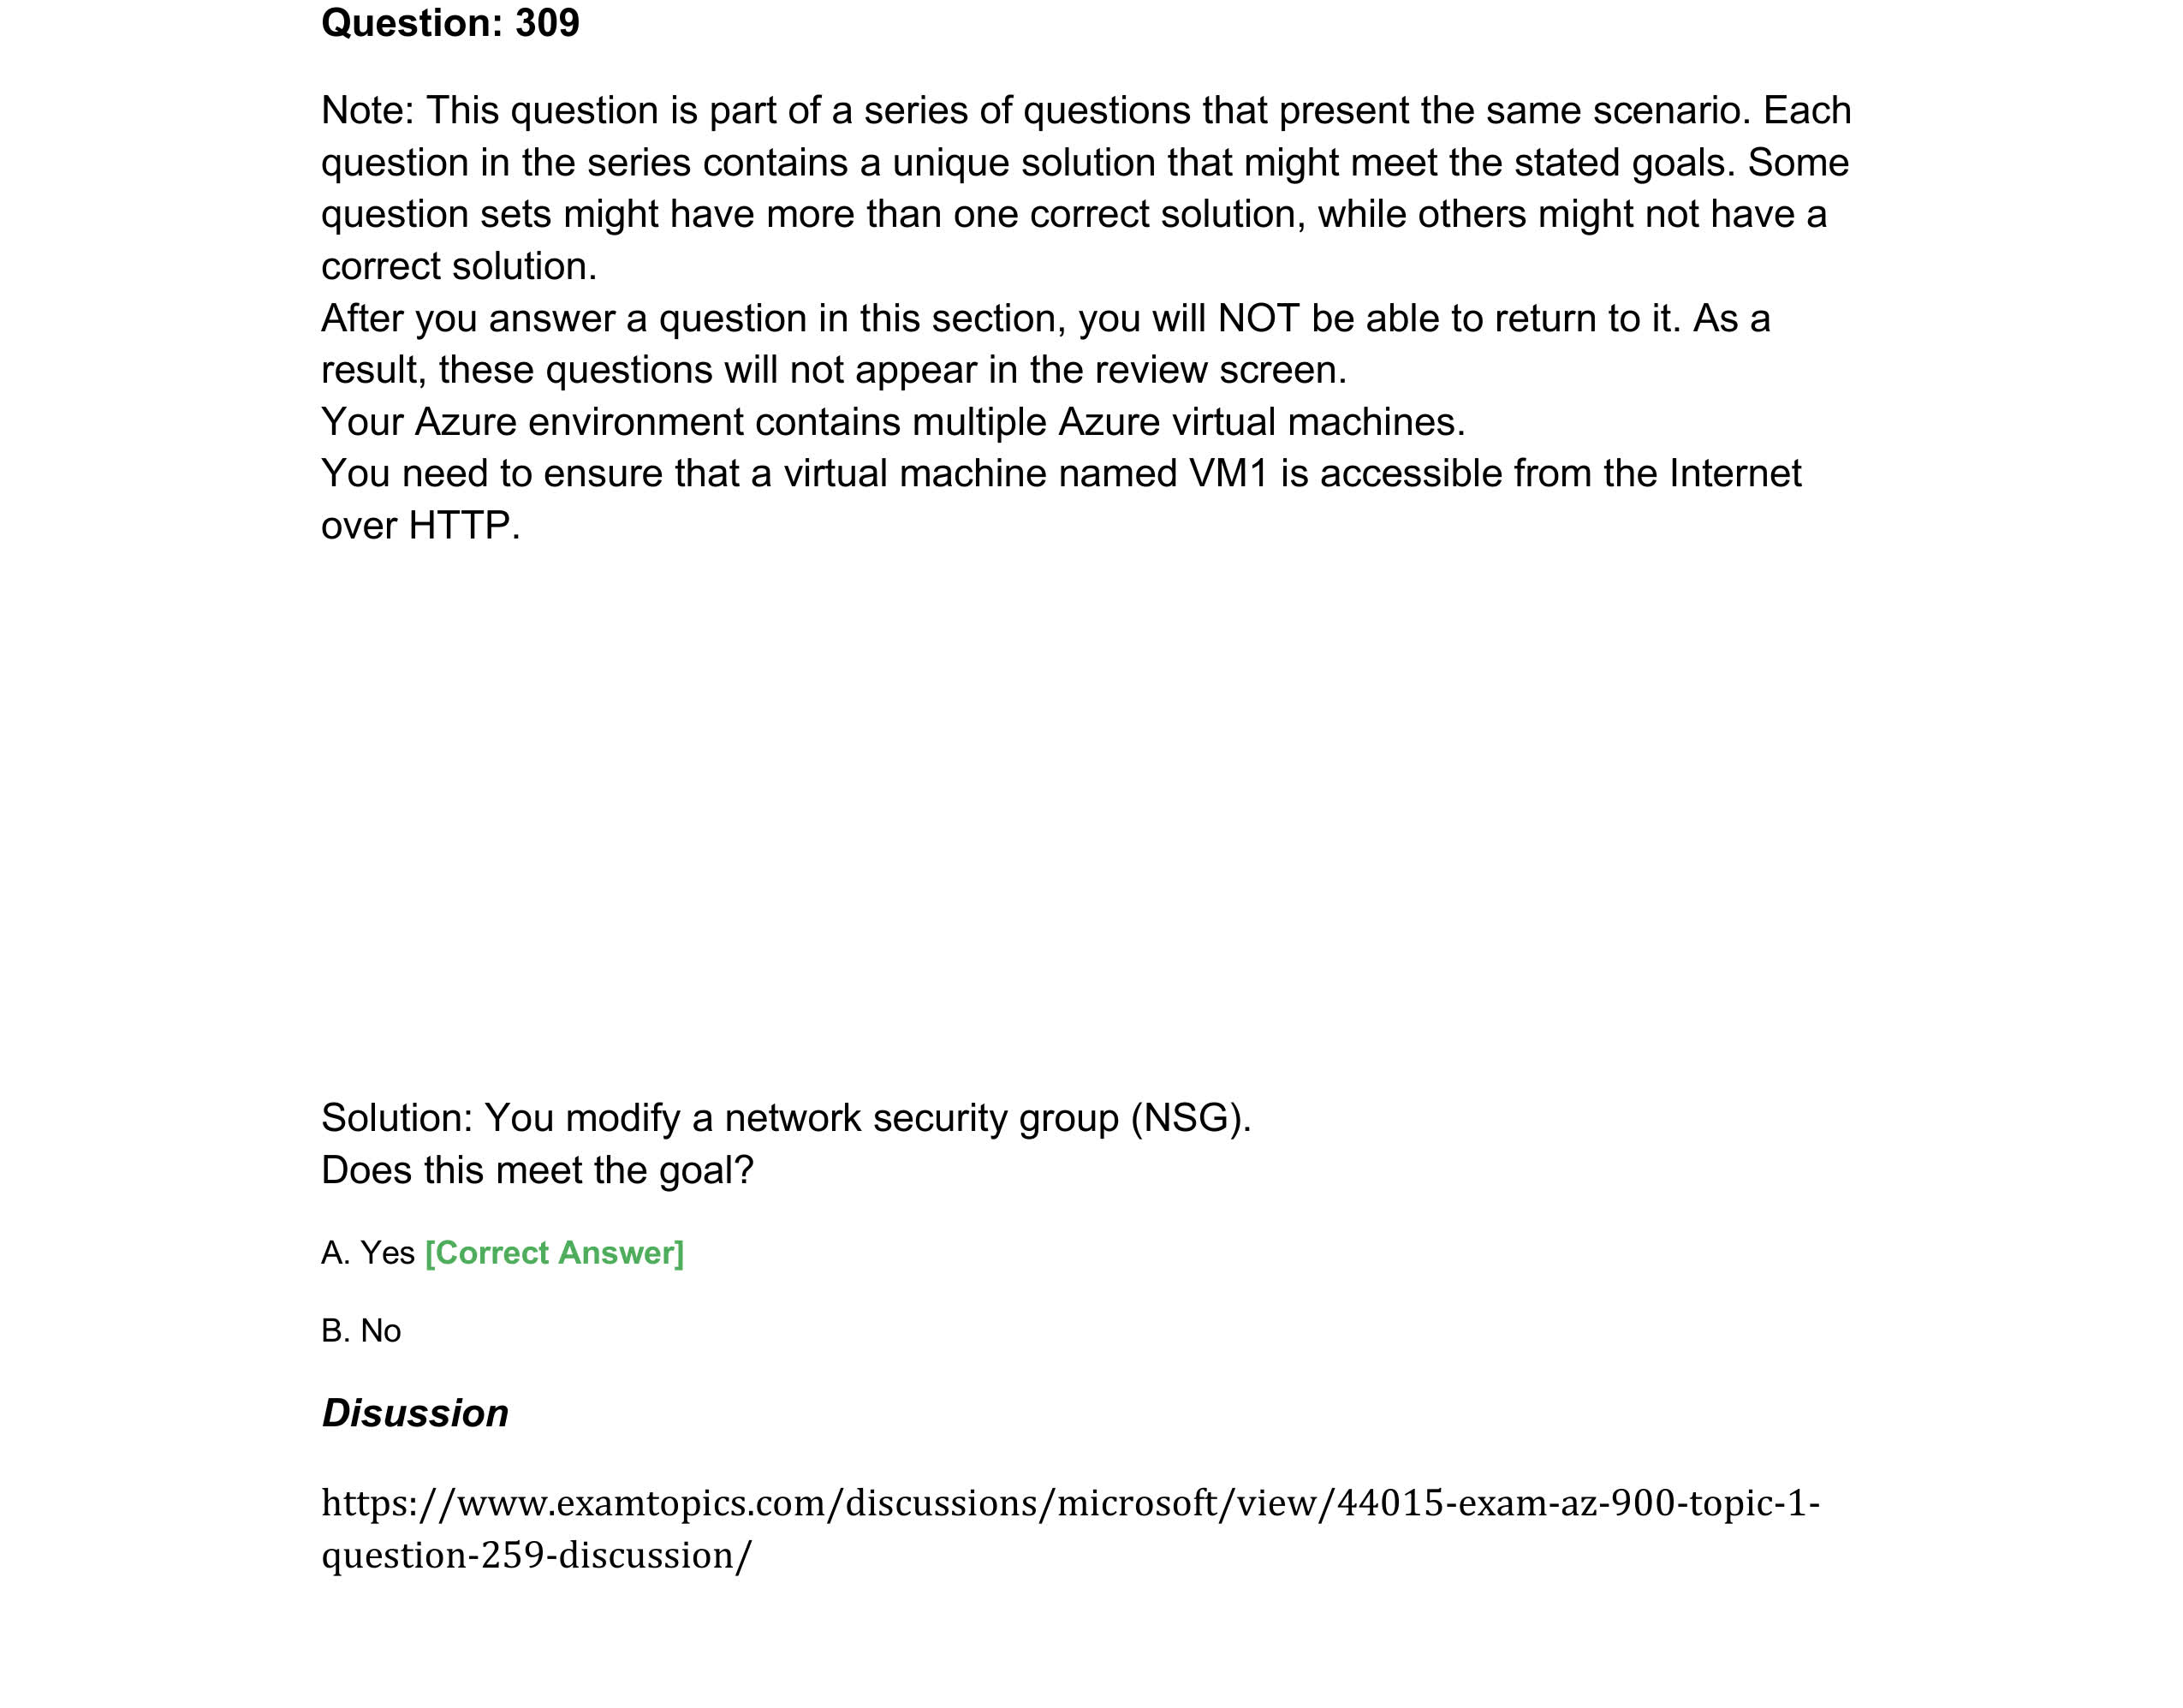 Question: 309
Note: This question is part of a series of questions that present the same scenario. Each
question in the series contains a unique solution that might meet the stated goals. Some
question sets might have more than one correct solution, while others might not have a
correct solution.
After you answer a question in this section, you will NOT be able to return to it. As a
result, these questions will not appear in the review screen.
Your Azure environment contains multiple Azure virtual machines.
You need to ensure that a virtual machine named VM1 is accessible from the Internet
over HTTP.
Solution: You modify a network security group (NSG).
Does this meet the goal?
A. Yes [Correct Answer]
B. No
Disussion
https://www.examtopics.com/discussions/microsoft/view/44015-exam-az-900-topic-1-
question-259-discussion/